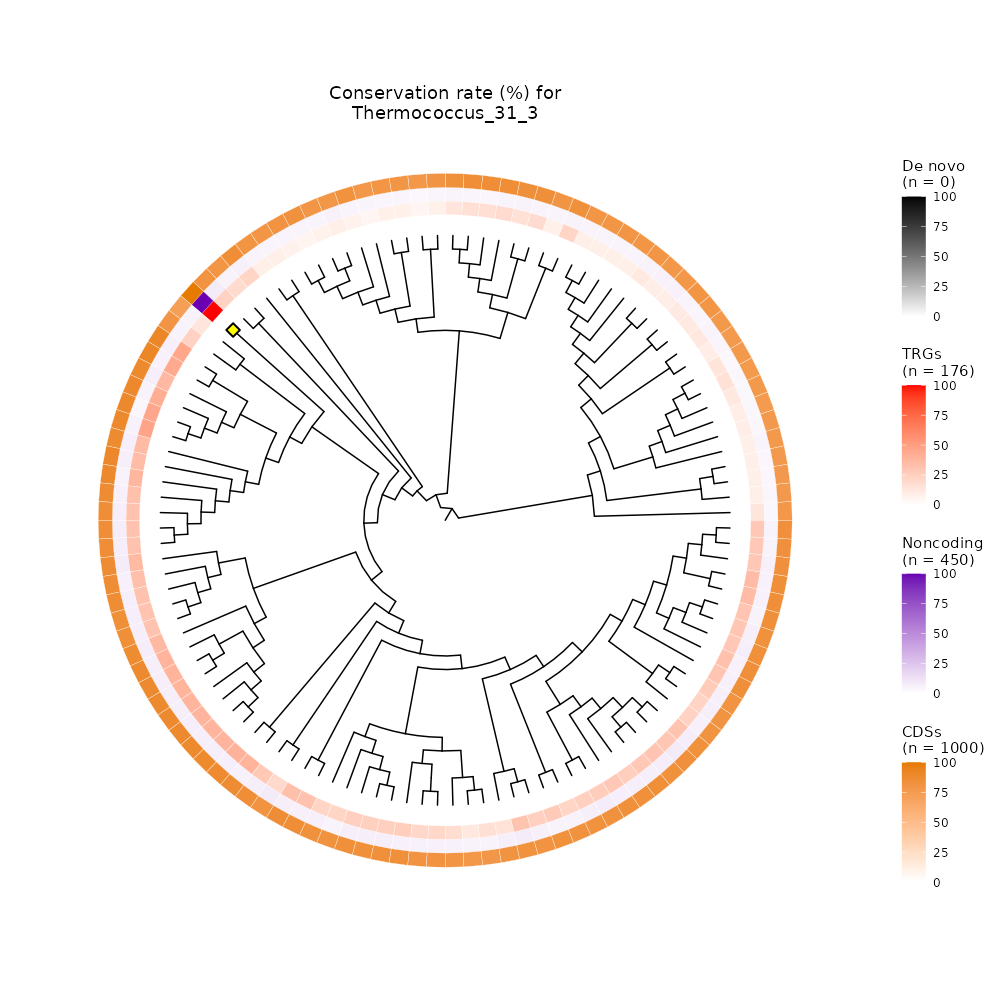 Conservation rate (%) for
Thermococcus_31_3
De novo
(n = 0)
100
75
50
25
0
TRGs
(n = 176)
100
75
50
25
0
Noncoding
(n = 450)
100
75
50
25
0
CDSs
(n = 1000)
100
75
50
25
0